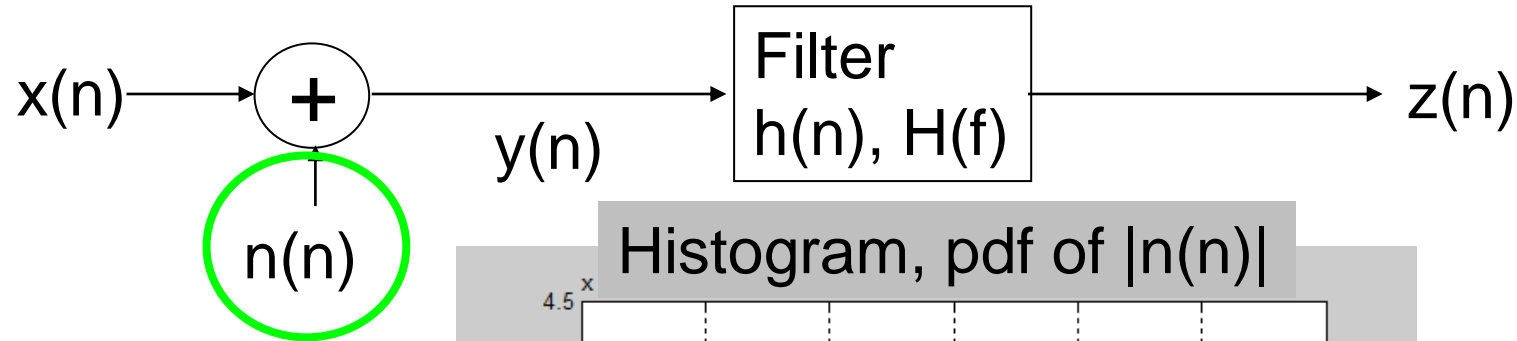 x(n)
+
y(n)
Filter
h(n), H(f)
z(n)
n(n)
Histogram, pdf of |n(n)|
x
4.5